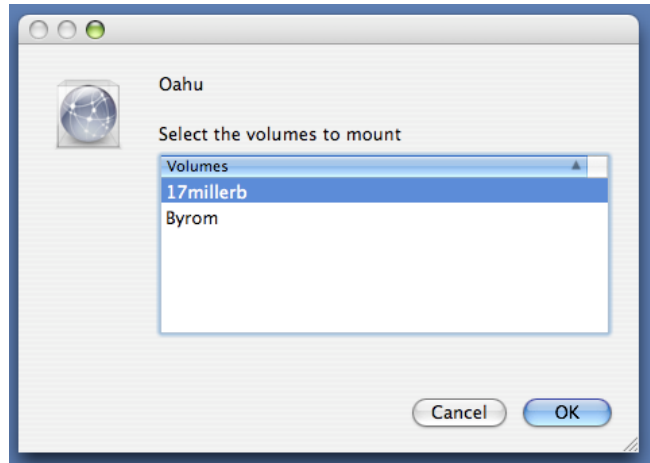 Oahu
Select the volumes to mount
Volumes
17millerb
Byrom
Cancel OK